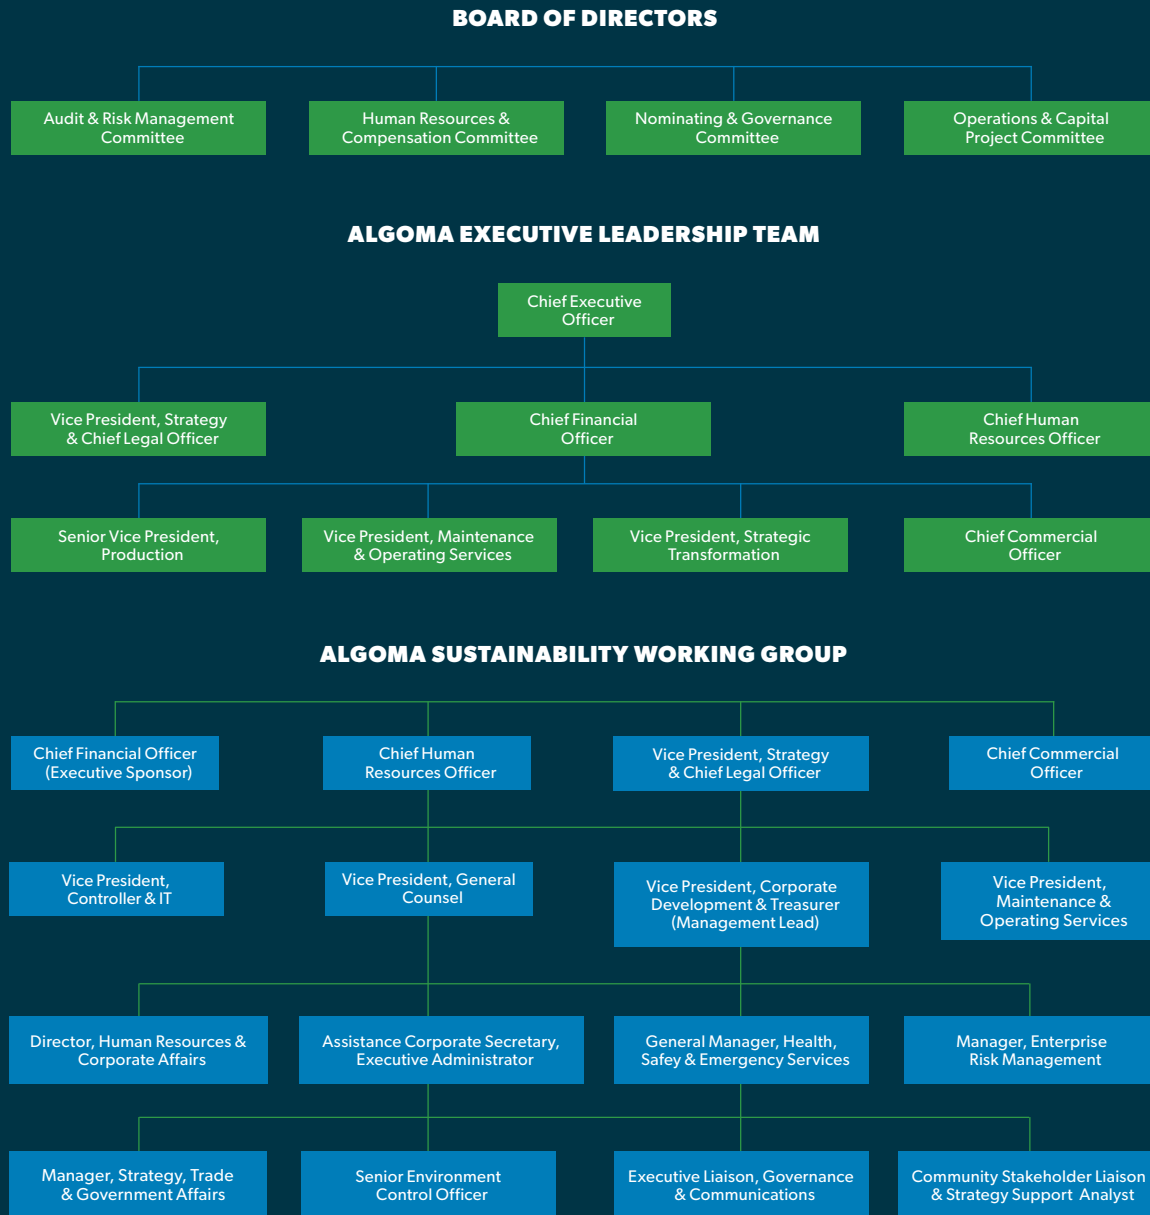 BOARD OF DIRECTORS
Audit & Risk Management
Committee
Human Resources &
Compensation Committee
Nominating & Governance
Committee
Operations & Capital
Project Committee
ALGOMA EXECUTIVE LEADERSHIP TEAM
Chief Executive
Officer
Vice President, Strategy
& Chief Legal Officer
Chief Financial
Officer
Chief Human
Resources Officer
Senior Vice President,
Production
Vice President, Maintenance
& Operating Services
Vice President, Strategic
Transformation
Chief Commercial
Officer
ALGOMA SUSTAINABILITY WORKING GROUP
Chief Financial Officer
(Executive Sponsor)
Chief Human
Resources Officer
Vice President, Strategy
& Chief Legal Officer
Chief Commercial
Officer
Vice President,
Controller & IT
Vice President, General
Counsel
Vice President, Corporate
Development & Treasurer
(Management Lead)
Vice President,
Maintenance &
Operating Services
Director, Human Resources &
Corporate Affairs
Assistance Corporate Secretary,
Executive Administrator
General Manager, Health,
Safey & Emergency Services
Manager, Enterprise
Risk Management
Manager, Strategy, Trade
& Government Affairs
Senior Environment
Control Officer
Executive Liaison, Governance
& Communications
Community Stakeholder Liaison
& Strategy Support Analyst